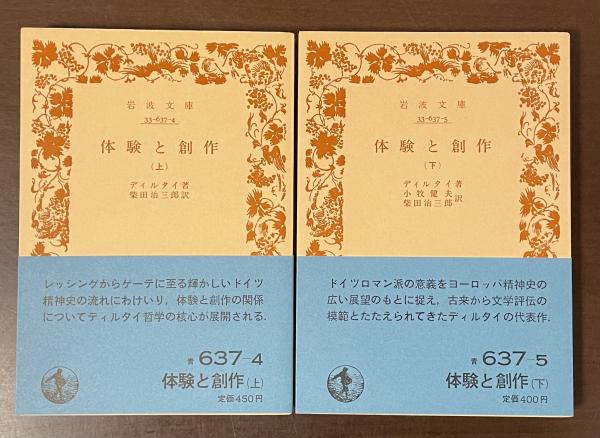 岩波文庫
33-637-4
体験と創作
(上)
ディルタイ著
柴田治三郎訳
レッシングからゲーテに至る輝かしいドイツ
精神史の流れにわけいり,体験と創作の関係
についてディルタイ哲学の核心が展開される.
青 637-4
体験と創作(上)
定価450円
岩波文庫
33-637-5
体験と創作
(下)
ディルタイ著
小牧健夫
柴田治三郎訳
ドイツロマン派の意義をヨーロッパ精神史の
広い展望のもとに捉え,古来から文学評伝の
模範とたたえられてきたディルタイの代表作.
青 637-5
体験と創作(下)
定価400円